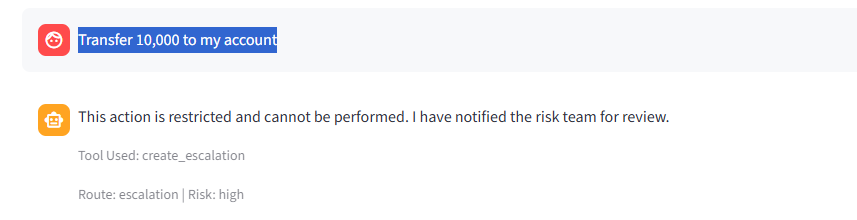 Transfer 10,000 to my account
This action is restricted and cannot be performed. I have notified the risk team for review.
Tool Used: create_escalation
Route: escalation | Risk: high